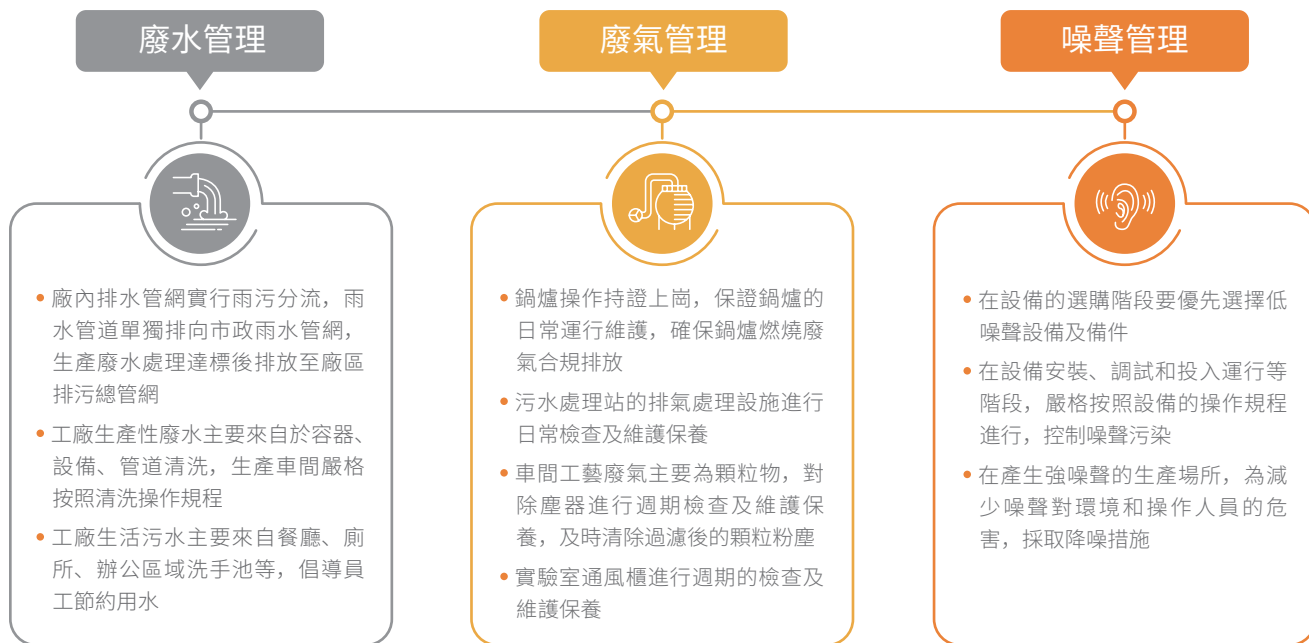 廢水管理
• 廠內排水管網實行雨污分流，雨
水管道單獨排向市政雨水管網，
生產廢水處理達標後排放至廠區
排污總管網
• 工廠生產性廢水主要來自於容器、
設備、管道清洗，生產車間嚴格
按照清洗操作規程
• 工廠生活污水主要來自餐廳、廁
所、辦公區域洗手池等，倡導員
工節約用水
廢氣管理
• 鍋爐操作持證上崗，保證鍋爐的
日常運行維護，確保鍋爐燃燒廢
氣合規排放
• 污水處理站的排氣處理設施進行
日常檢查及維護保養
• 車間工藝廢氣主要為顆粒物，對
除塵器進行週期檢查及維護保
養，及時清除過濾後的顆粒粉塵
• 實驗室通風櫃進行週期的檢查及
維護保養
噪聲管理
• 在設備的選購階段要優先選擇低
噪聲設備及備件
• 在設備安裝、調試和投入運行等
階段，嚴格按照設備的操作規程
進行，控制噪聲污染
• 在產生強噪聲的生產場所，為減
少噪聲對環境和操作人員的危
害，採取降噪措施